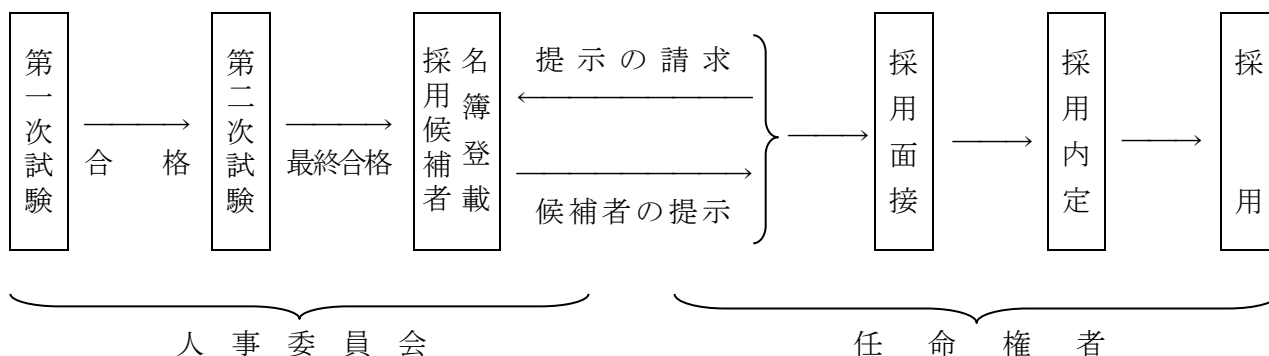 第一次試験
合格
第二次試験
最終合格
採用候補者
名簿登載
提示の請求
候補者の提示
採用面接
採用内定
採用
人事委員会
任命権者